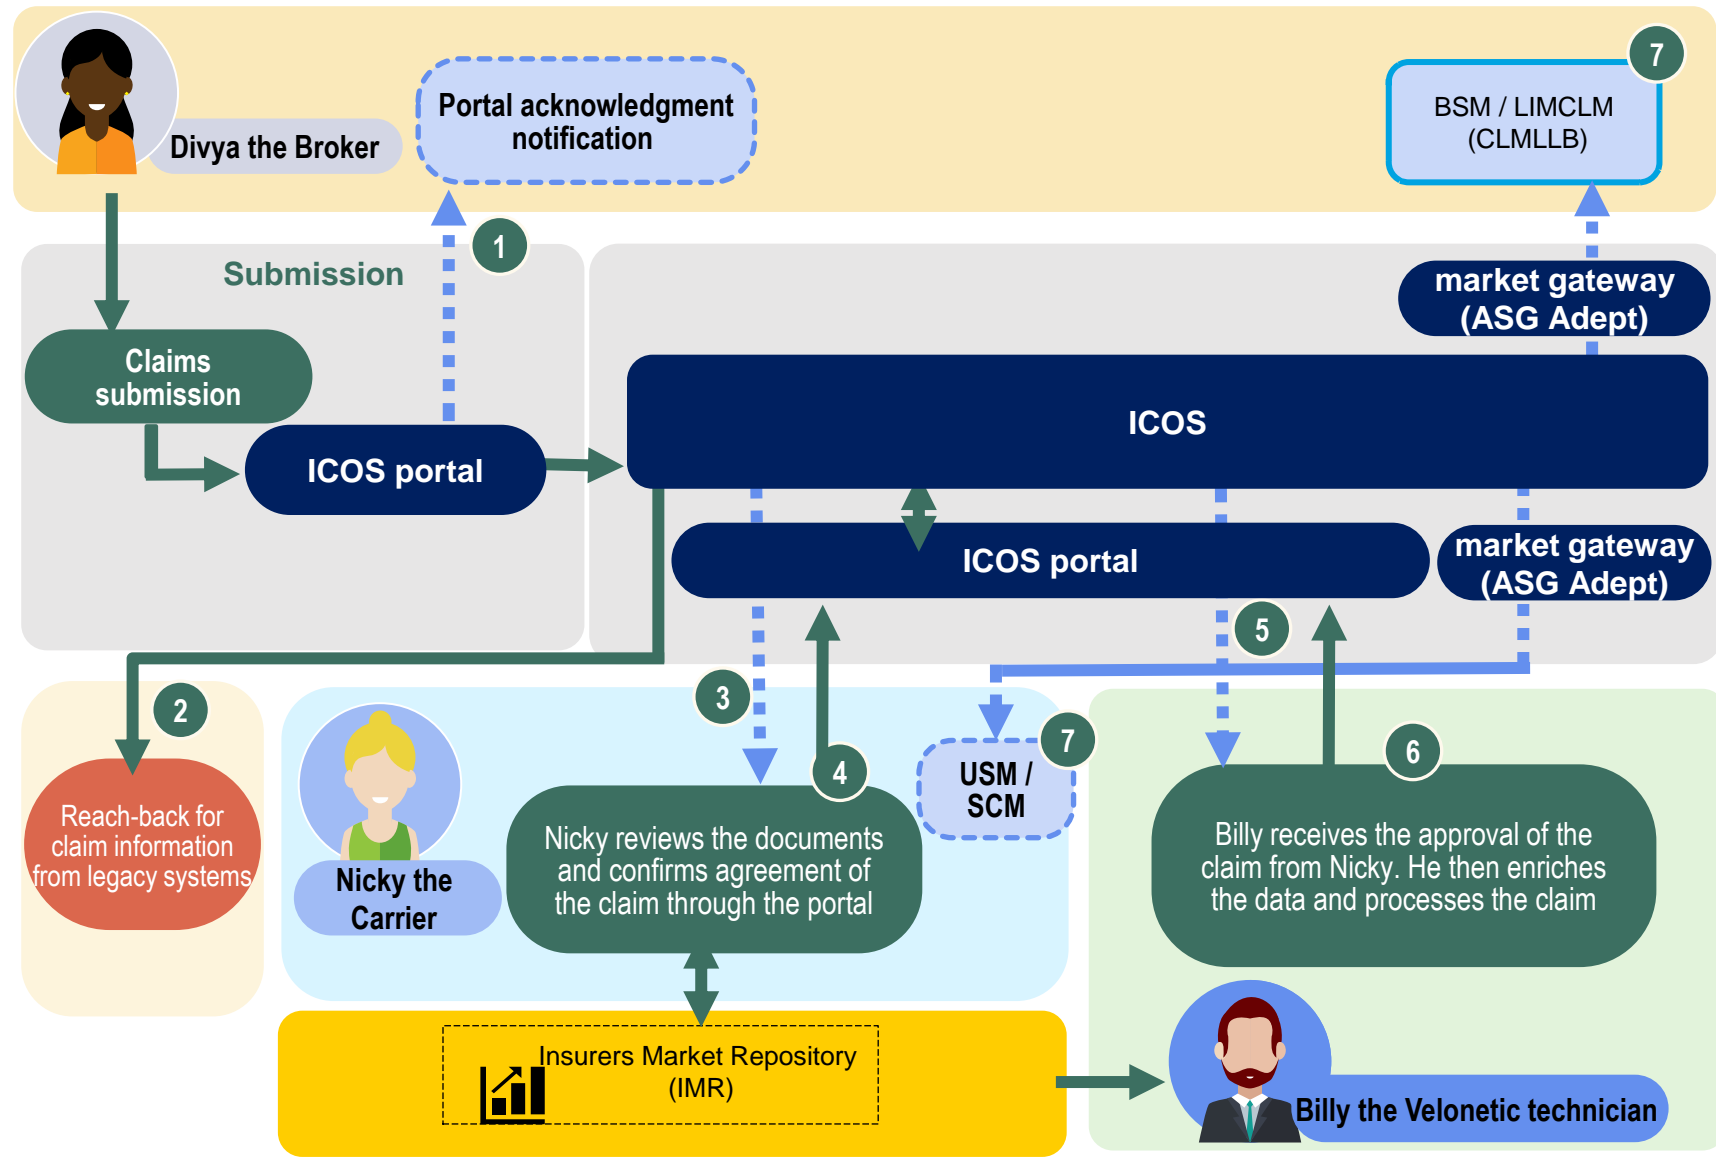 7
Portal acknowledgment
notification
BSM / LIMCLM
(CLMLLB)
Divya the Broker
1
Submission
market gateway
(ASG Adept)
Claims
submission
ICOS
ICOS portal
ICOS portal
market gateway
(ASG Adept)
5
3
2
7
6
4
USM /
SCM
Reach-back for
claim information
from legacy systems
Nicky the
Carrier
Nicky reviews the documents
and confirms agreement of
the claim through the portal
Billy receives the approval of the
claim from Nicky. He then enriches
the data and processes the claim
Insurers Market Repository
(IMR)
Billy the Velonetic technician